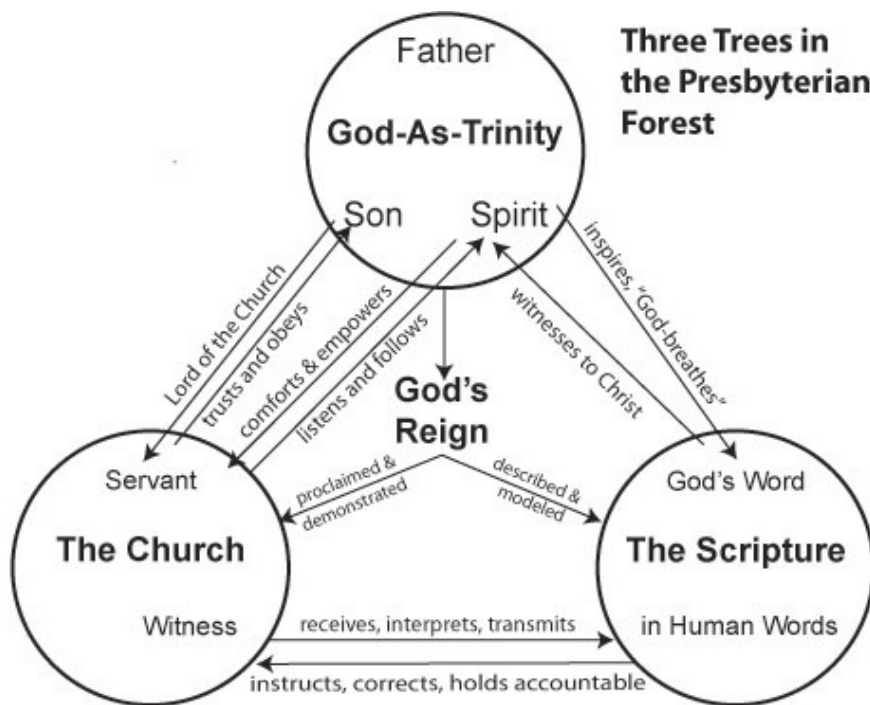 Three Trees in
the Presbyterian
Forest
Father
God-As-Trinity
Son
Spirit
Lord of the Church
trusts and obeys
comforts & empowers
listens and follows
witnesses to Christ
inspires, “God-breathes”
God’s
Reign
proclaimed &
demonstrated
described &
modeled
Servant
The Church
Witness
God’s Word
The Scripture
in Human Words
receives, interprets, transmits
instructs, corrects, holds accountable